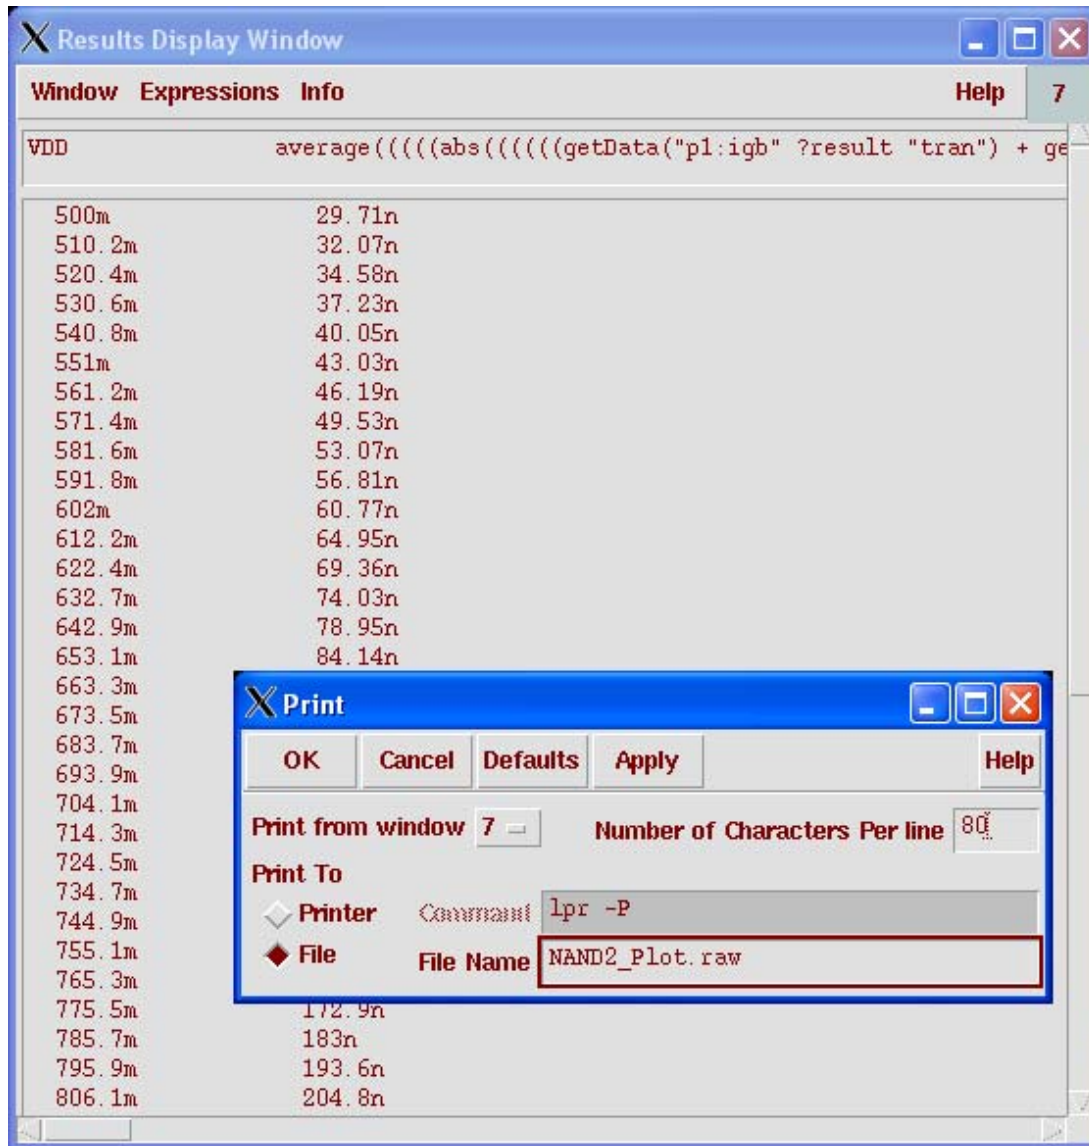 Results Display Window
Window Expressions Info Help 7
VDD average(((((abs((((((getData("p1:igb" ?result "tran") + ge
500m 29.71n
510.2m 32.07n
520.4m 34.58n
530.6m 37.23n
540.8m 40.05n
551m 43.03n
561.2m 46.19n
571.4m 49.53n
581.6m 53.07n
591.8m 56.81n
602m 60.77n
612.2m 64.95n
622.4m 69.36n
632.7m 74.03n
642.9m 78.95n
653.1m 84.14n
663.3m
673.5m
683.7m
693.9m
704.1m
714.3m
724.5m
734.7m
744.9m
755.1m
765.3m
775.5m 172.9n
785.7m 183n
795.9m 193.6n
806.1m 204.8n
Print
OK Cancel Defaults Apply Help
Print from window 7 Number of Characters Per line 80
Print To
Printer Command lpr -P
File File Name NAND2_Plot.raw